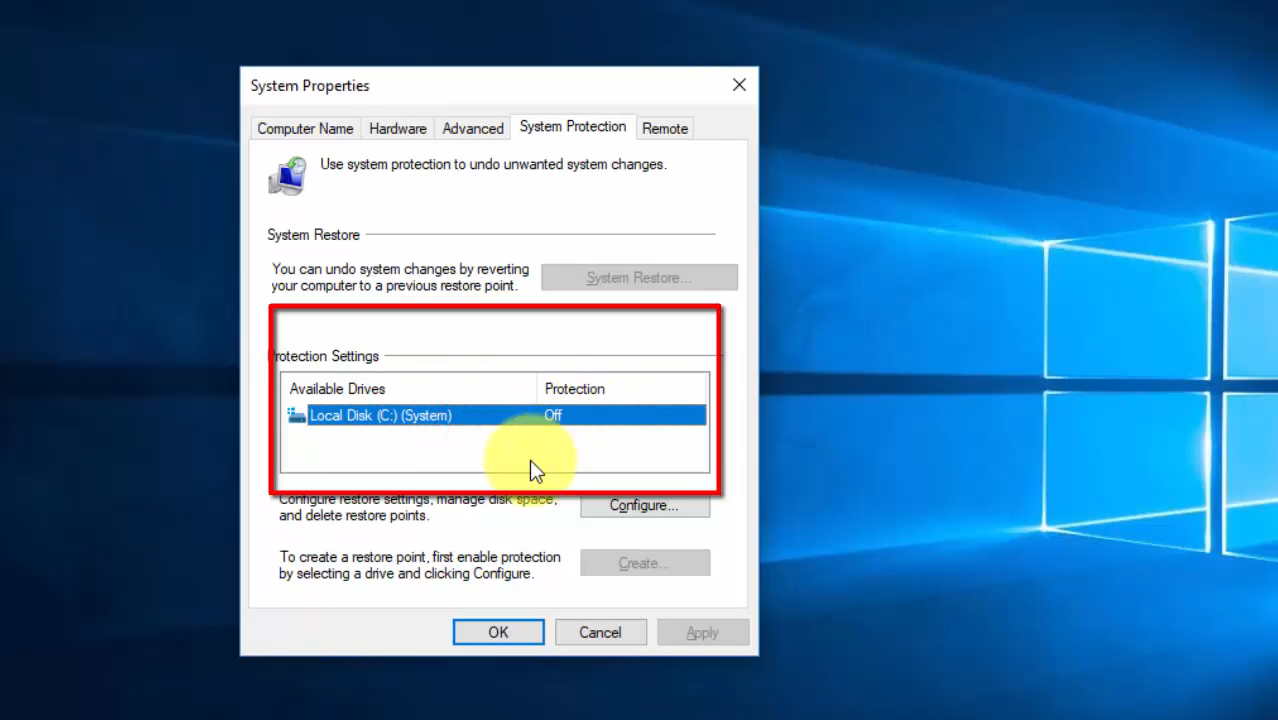 System Properties
Computer Name Hardware Advanced System Protection Remote
Use system protection to undo unwanted system changes.
System Restore
You can undo system changes by reverting
your computer to a previous restore point.
System Restore...
Protection Settings
Available Drives Protection
Local Disk (C:) (System) Off
Configure restore settings, manage disk space,
and delete restore points.
Configure...
To create a restore point, first enable protection
by selecting a drive and clicking Configure.
Create...
OK Cancel Apply